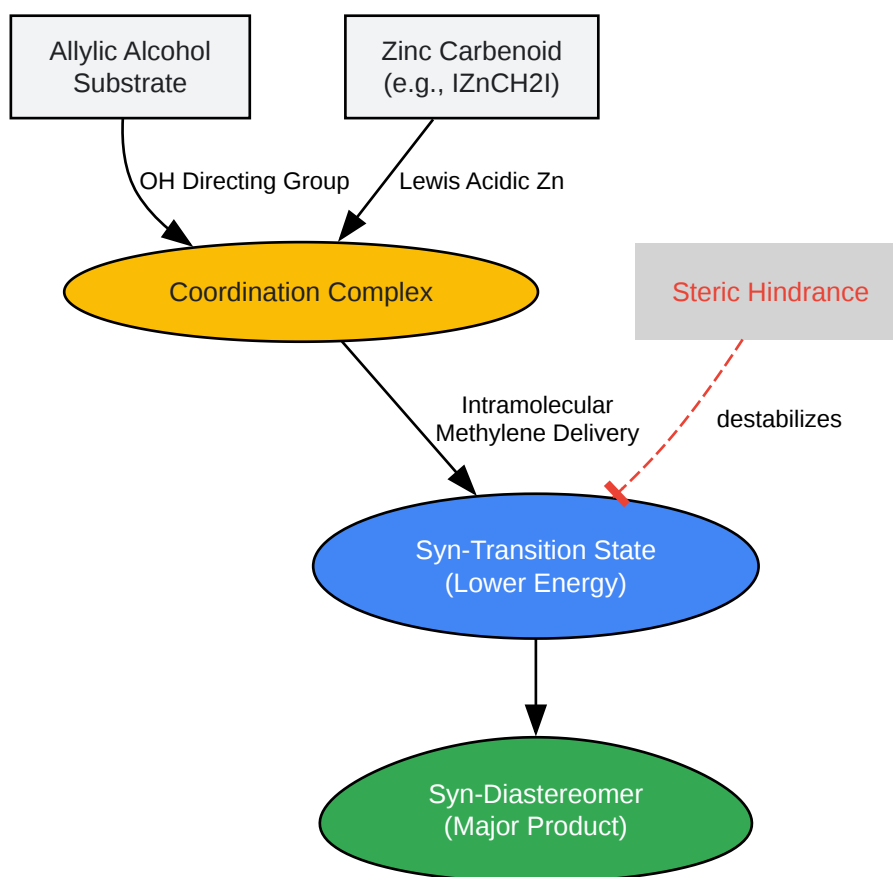 Allylic Alcohol
Substrate
Zinc Carbenoid
(e.g., IZnCH2I)
OH Directing Group
Lewis Acidic Zn
Coordination Complex
Steric Hindrance
Intramolecular
Methylene Delivery
destabilizes
Syn-Transition State
(Lower Energy)
Syn-Diastereomer
(Major Product)